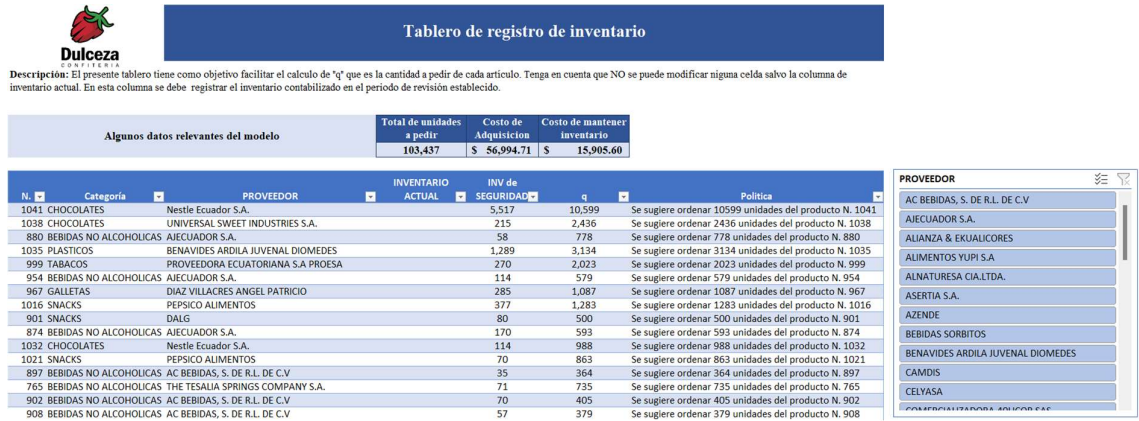 Dulceza
CONFITERIA
Tablero de registro de inventario
Descripción: El presente tablero tiene como objetivo facilitar el calculo de "q" que es la cantidad a pedir de cada articulo. Tenga en cuenta que NO se puede modificar niguna celda salvo la columna de
inventario actual. En esta columna se debe registrar el inventario contabilizado en el periodo de revisión establecido.
Algunos datos relevantes del modelo
Total de unidades a pedir Costo de Adquisicion Costo de mantener inventario
103,437 $ 56,994.71 $ 15,905.60
N. Categoría PROVEEDOR INVENTARIO ACTUAL INV de SEGURIDAD q Politica
1041 CHOCOLATES Nestle Ecuador S.A. 5,517 10,599 Se sugiere ordenar 10599 unidades del producto N. 1041
1038 CHOCOLATES UNIVERSAL SWEET INDUSTRIES S.A. 215 2,436 Se sugiere ordenar 2436 unidades del producto N. 1038
880 BEBIDAS NO ALCOHOLICAS AJECUADOR S.A. 58 778 Se sugiere ordenar 778 unidades del producto N. 880
1035 PLASTICOS BENAVIDES ARDILA JUVENAL DIOMEDES 1,289 3,134 Se sugiere ordenar 3134 unidades del producto N. 1035
999 TABACOS PROVEEDORA ECUATORIANA S.A PROESA 270 2,023 Se sugiere ordenar 2023 unidades del producto N. 999
954 BEBIDAS NO ALCOHOLICAS AJECUADOR S.A. 114 579 Se sugiere ordenar 579 unidades del producto N. 954
967 GALLETAS DIAZ VILLACRES ANGEL PATRICIO 285 1,087 Se sugiere ordenar 1087 unidades del producto N. 967
1016 SNACKS PEPSICO ALIMENTOS 377 1,283 Se sugiere ordenar 1283 unidades del producto N. 1016
901 SNACKS DALG 80 500 Se sugiere ordenar 500 unidades del producto N. 901
874 BEBIDAS NO ALCOHOLICAS AJECUADOR S.A. 170 593 Se sugiere ordenar 593 unidades del producto N. 874
1032 CHOCOLATES Nestle Ecuador S.A. 114 988 Se sugiere ordenar 988 unidades del producto N. 1032
1021 SNACKS PEPSICO ALIMENTOS 70 863 Se sugiere ordenar 863 unidades del producto N. 1021
897 BEBIDAS NO ALCOHOLICAS AC BEBIDAS, S. DE R.L. DE C.V 35 364 Se sugiere ordenar 364 unidades del producto N. 897
765 BEBIDAS NO ALCOHOLICAS THE TESALIA SPRINGS COMPANY S.A. 71 735 Se sugiere ordenar 735 unidades del producto N. 765
902 BEBIDAS NO ALCOHOLICAS AC BEBIDAS, S. DE R.L. DE C.V 70 405 Se sugiere ordenar 405 unidades del producto N. 902
908 BEBIDAS NO ALCOHOLICAS AC BEBIDAS, S. DE R.L. DE C.V 57 379 Se sugiere ordenar 379 unidades del producto N. 908
PROVEEDOR
AC BEBIDAS, S. DE R.L. DE C.V
AJECUADOR S.A.
ALIANZA & EKUALICORES
ALIMENTOS YUPI S.A
ALNATURESA CIA.LTDA.
ASERTIA S.A.
AZENDE
BEBIDAS SORBITOS
BENAVIDES ARDILA JUVENAL DIOMEDES
CAMDIS
CELYASA